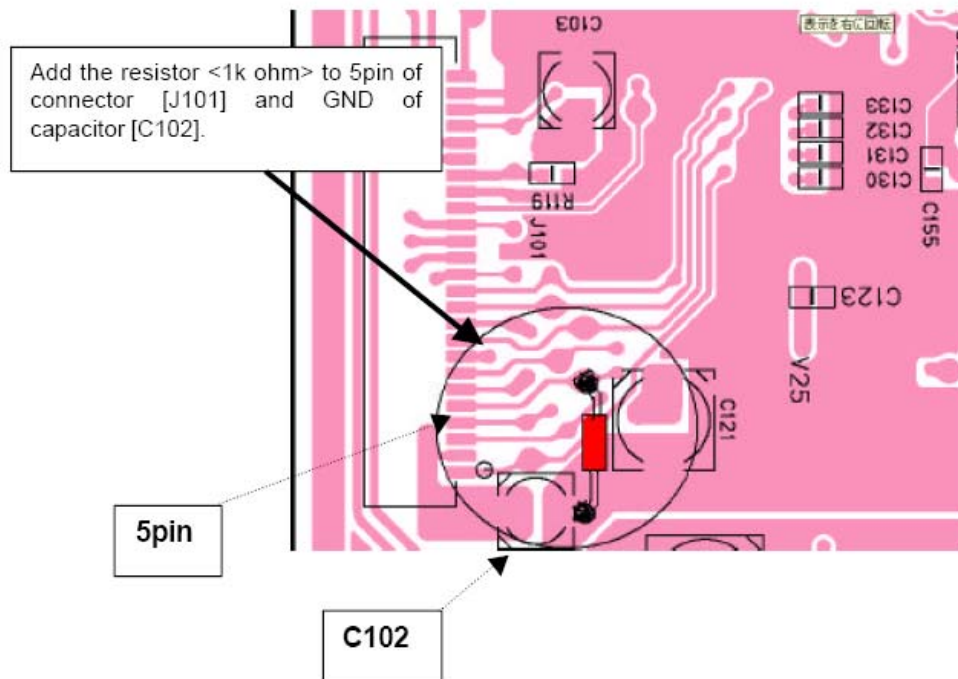 C103
表示を右に回転
Add the resistor <1k ohm> to 5pin of
connector [J101] and GND of
capacitor [C102].
C133
C132
C131
C130
R119
J101
C155
C123
V25
C121
5pin
C102